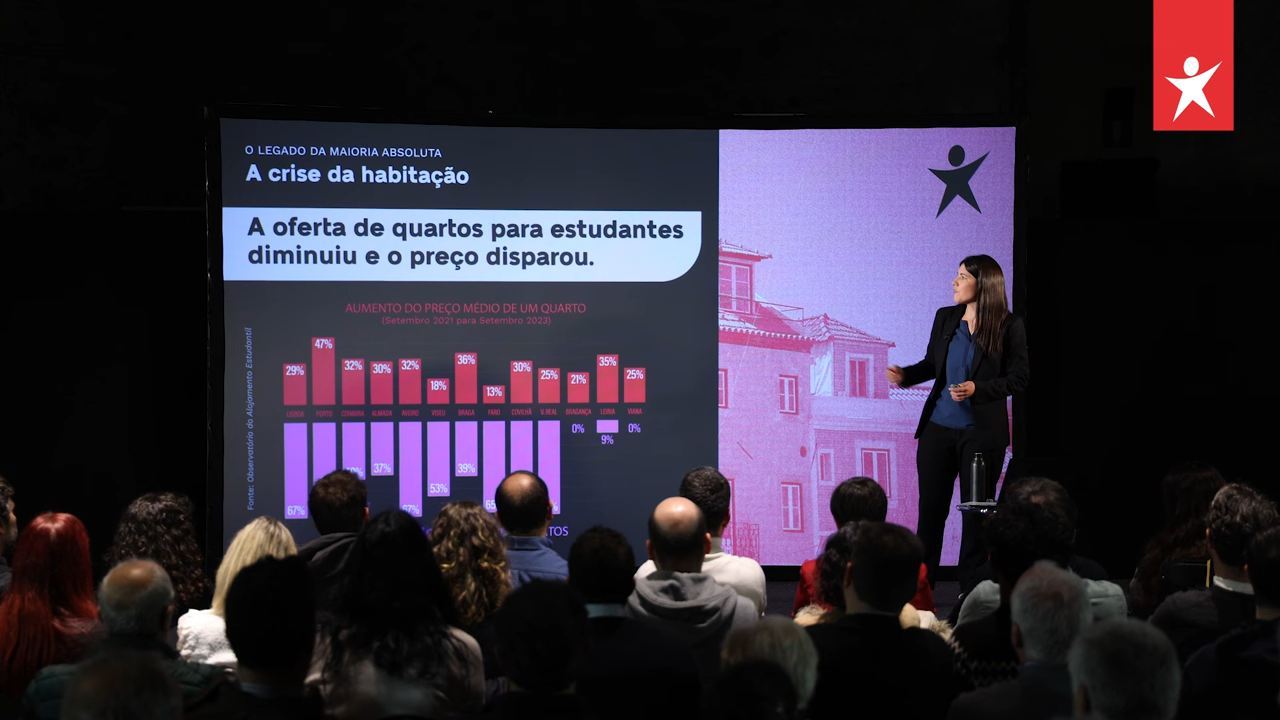 O LEGADO DA MAIORIA ABSOLUTA
A crise da habitação
A oferta de quartos para estudantes
diminuiu e o preço disparou.
AUMENTO DO PREÇO MÉDIO DE UM QUARTO
(Setembro 2021 para Setembro 2023)
Fonte: Observatório do Alojamento Estudantil
29% 47% 32% 30% 32% 18% 36% 13% 30% 25% 21% 35% 25%
LISBOA PORTO COIMBRA ALMADA AVEIRO VISEU BRAGA FARO COVILHÃ V. REAL BRAGANÇA LEIRIA VIANA
67% 37% 67% 53% 39% 0% 9% 0%